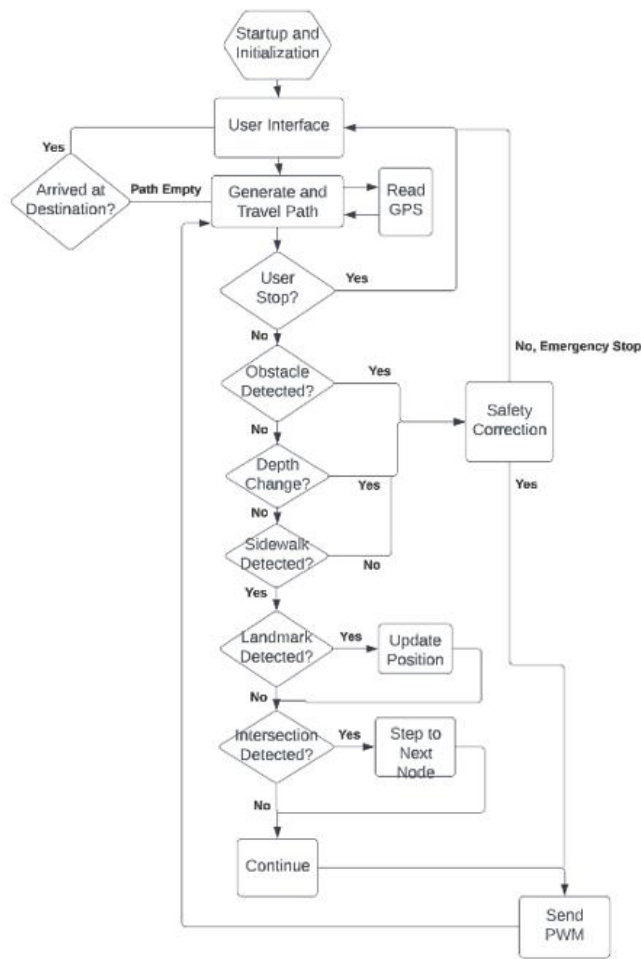 Startup and
Initialization
User Interface
Yes
Arrived at
Destination?
Path Empty
Generate and
Travel Path
Read
GPS
User
Stop?
Yes
No
No, Emergency Stop
Obstacle
Detected?
Yes
Safety
Correction
No
Depth
Change?
Yes
Yes
No
Sidewalk
Detected?
No
Yes
Landmark
Detected?
Yes
Update
Position
No
Intersection
Detected?
Yes
Step to
Next
Node
No
Continue
Send
PWM